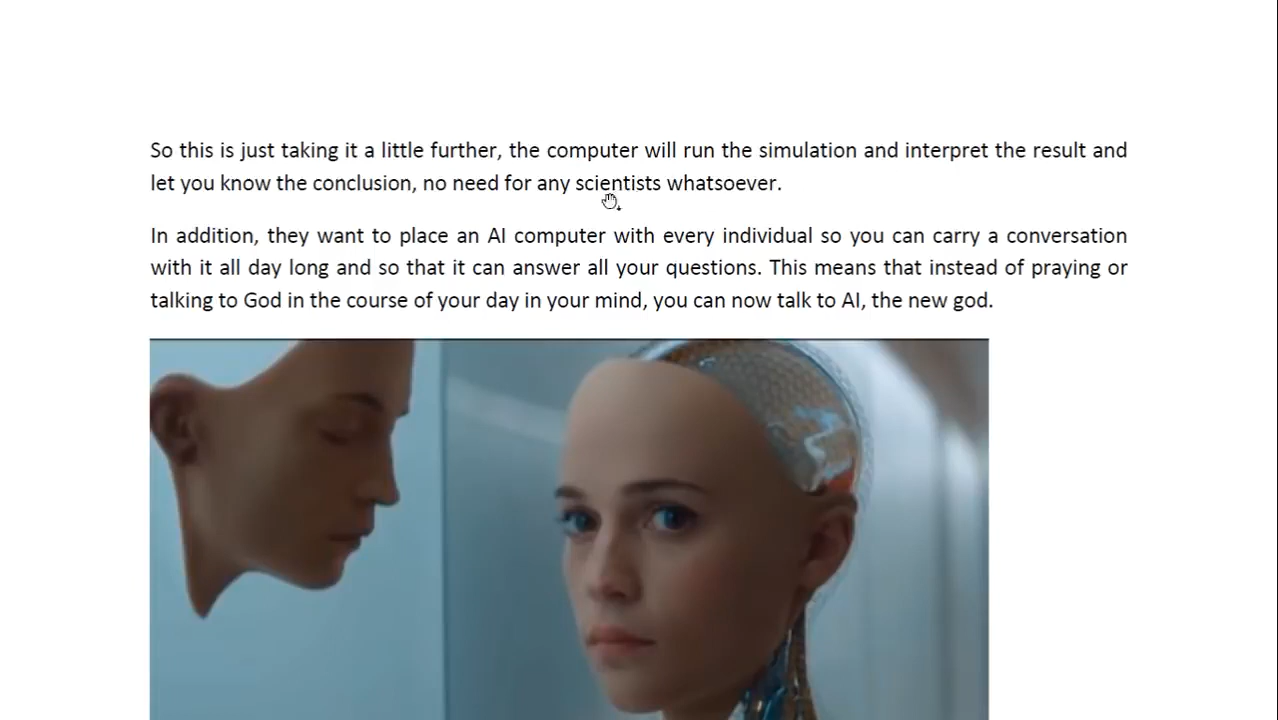 So this is just taking it a little further, the computer will run the simulation and interpret the result and
let you know the conclusion, no need for any scientists whatsoever.
In addition, they want to place an AI computer with every individual so you can carry a conversation
with it all day long and so that it can answer all your questions. This means that instead of praying or
talking to God in the course of your day in your mind, you can now talk to AI, the new god.